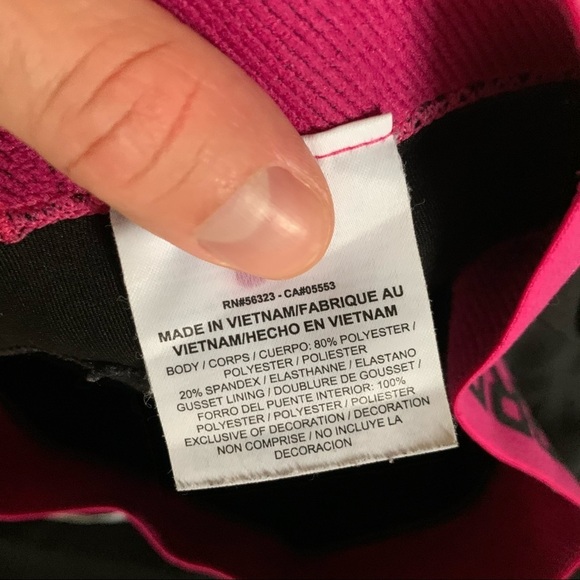 RN#56323 - CA#05553
MADE IN VIETNAM/FABRIQUE AU
VIETNAM/HECHO EN VIETNAM
BODY / CORPS / CUERPO: 80% POLYESTER /
POLYESTER / POLIESTER
20% SPANDEX / ELASTHANNE / ELASTANO
GUSSET LINING / DOUBLURE DE GOUSSET /
FORRO DEL PUENTE INTERIOR: 100%
POLYESTER / POLYESTER / POLIESTER
EXCLUSIVE OF DECORATION / DECORATION
NON COMPRISE / NO INCLUYE LA
DECORACION